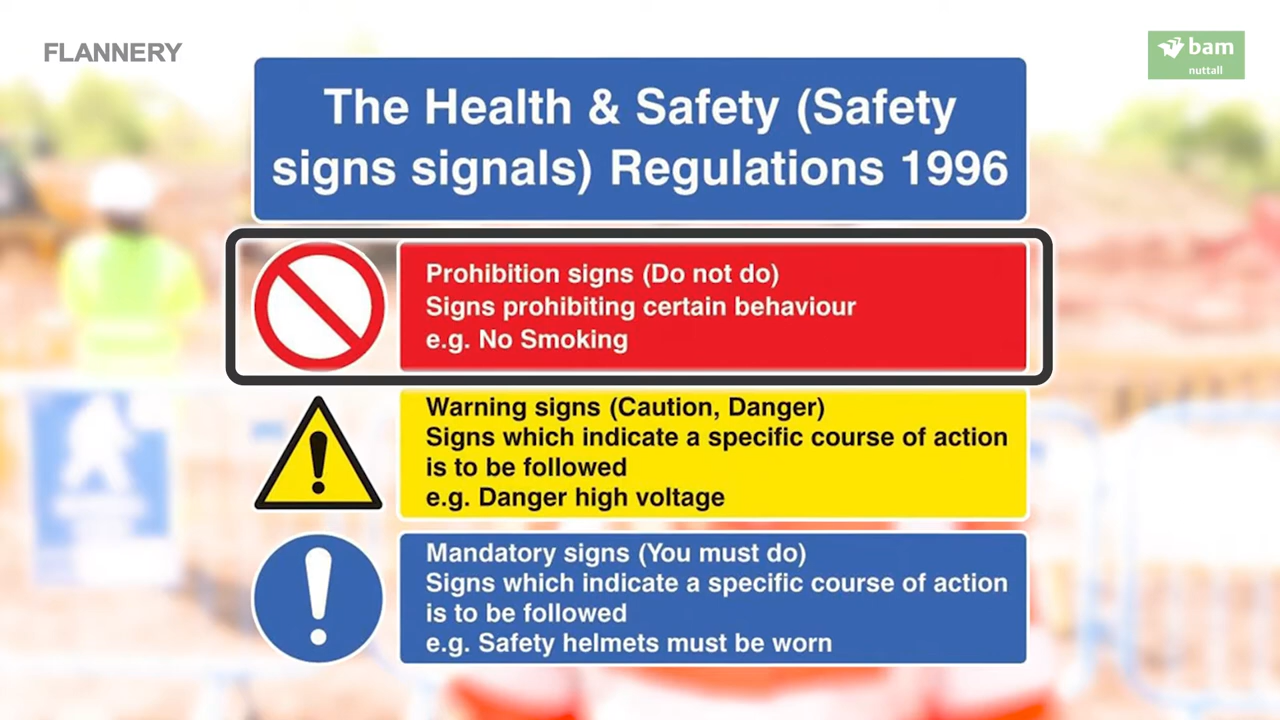 FLANNERY
bam
nuttall
The Health & Safety (Safety
signs signals) Regulations 1996
Prohibition signs (Do not do)
Signs prohibiting certain behaviour
e.g. No Smoking
Warning signs (Caution, Danger)
Signs which indicate a specific course of action
is to be followed
e.g. Danger high voltage
Mandatory signs (You must do)
Signs which indicate a specific course of action
is to be followed
e.g. Safety helmets must be worn